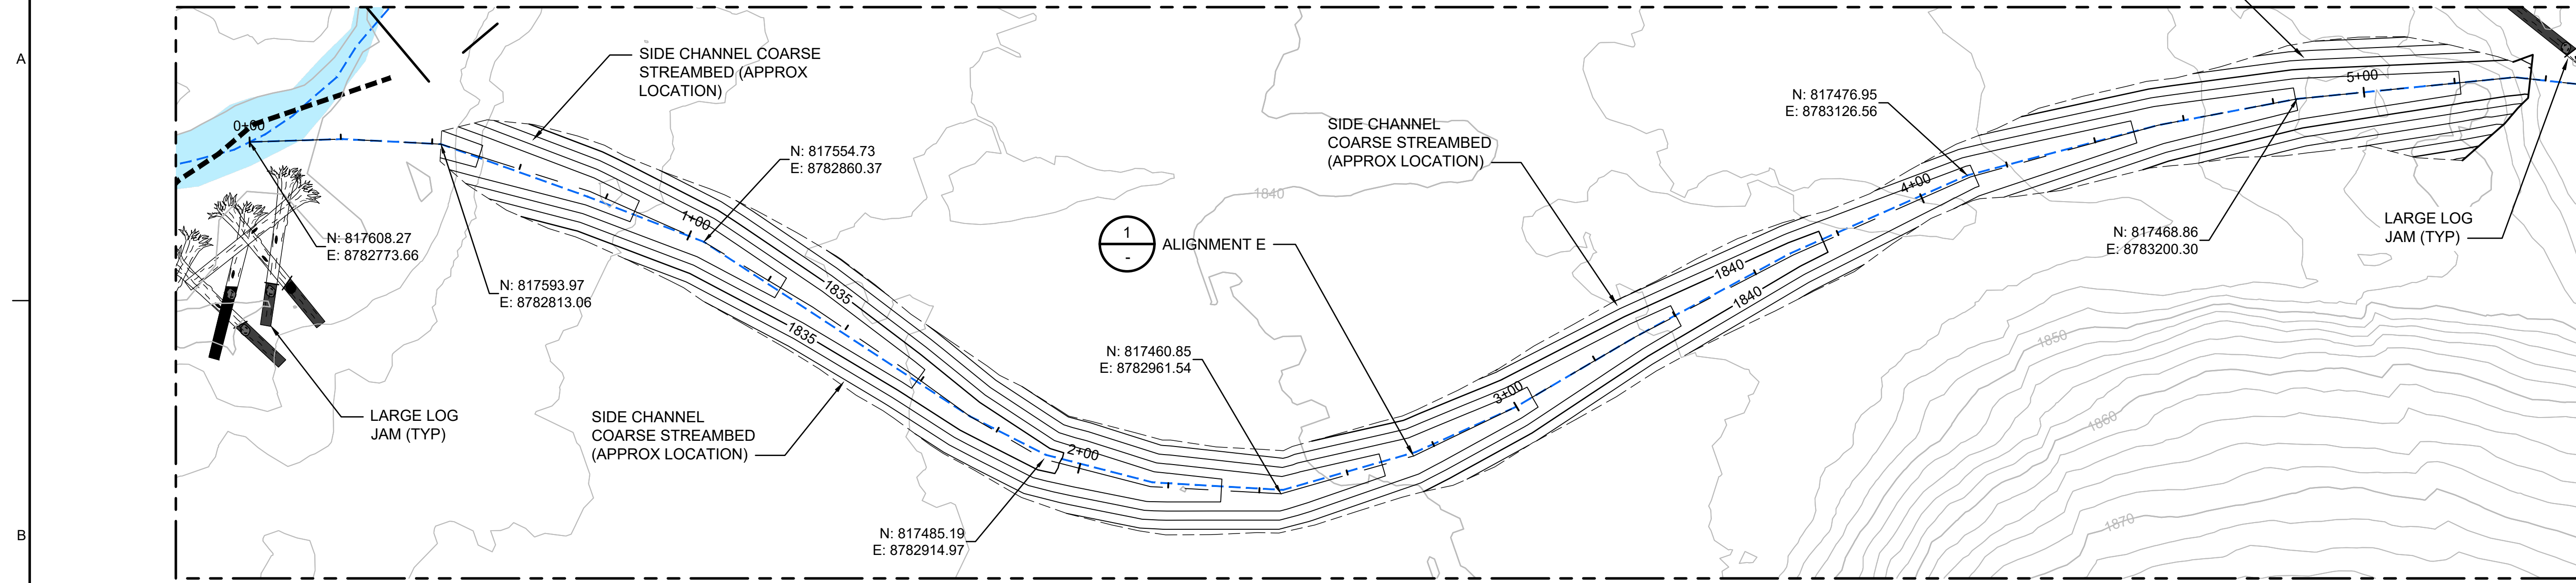 A
SIDE CHANNEL COARSE
STREAMBED (APPROX
LOCATION)
0+00
N: 817554.73
E: 8782860.37
1+00
N: 817608.27
E: 8782773.66
N: 817593.97
E: 8782813.06
1835
1835
LARGE LOG
JAM (TYP)
SIDE CHANNEL
COARSE STREAMBED
(APPROX LOCATION)
2+00
N: 817485.19
E: 8782914.97
N: 817460.85
E: 8782961.54
1
-
ALIGNMENT E
1840
SIDE CHANNEL
COARSE STREAMBED
(APPROX LOCATION)
3+00
1840
1840
N: 817476.95
E: 8783126.56
4+00
5+00
N: 817468.86
E: 8783200.30
LARGE LOG
JAM (TYP)
1850
1860
1870
B